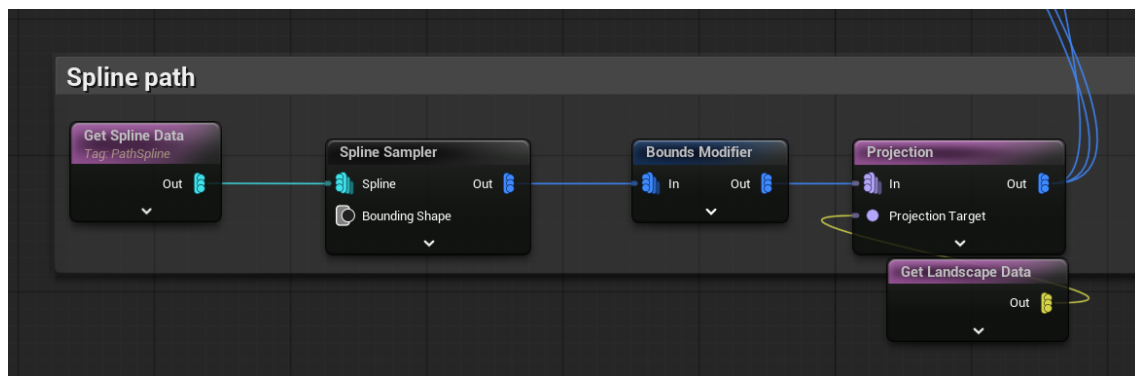 Spline path
Get Spline Data
Tag: PathSpline
Out
Spline Sampler
Spline
Out
Bounding Shape
Bounds Modifier
In
Out
Projection
In
Out
Projection Target
Get Landscape Data
Out